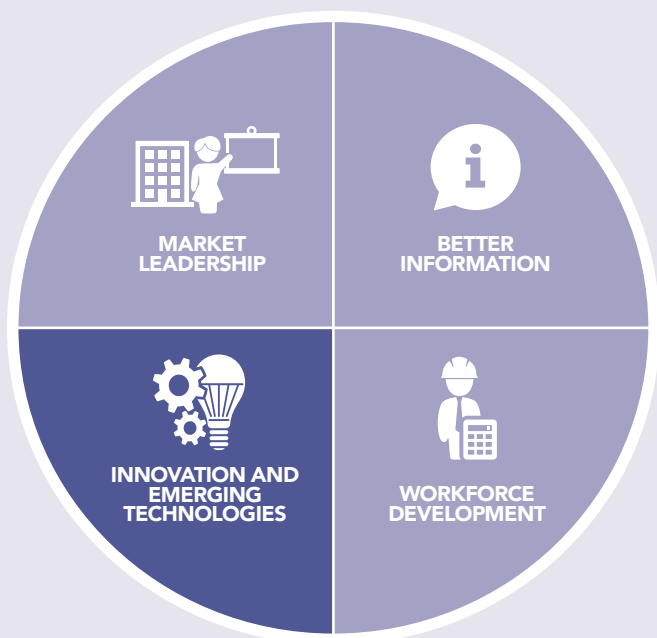 MARKET
LEADERSHIP
i
BETTER
INFORMATION
INNOVATION AND
EMERGING
TECHNOLOGIES
WORKFORCE
DEVELOPMENT